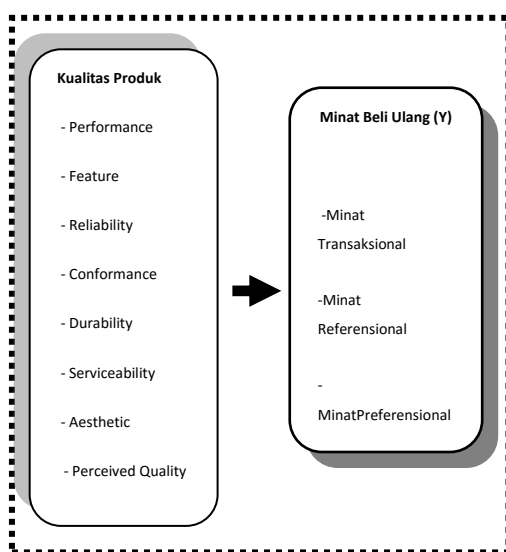 Kualitas Produk
- Performance
- Feature
- Reliability
- Conformance
- Durability
- Serviceability
- Aesthetic
- Perceived Quality
Minat Beli Ulang (Y)
-Minat
Transaksional
-Minat
Referensional
-
MinatPreferensional